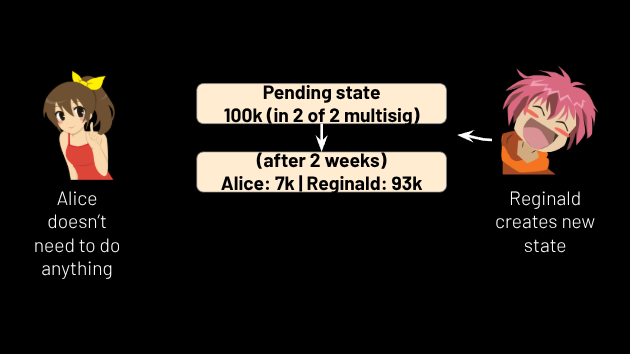 Pending state
100k (in 2 of 2 multisig)
(after 2 weeks)
Alice: 7k | Reginald: 93k
Alice
doesn't
need to do
anything
Reginald
creates new
state